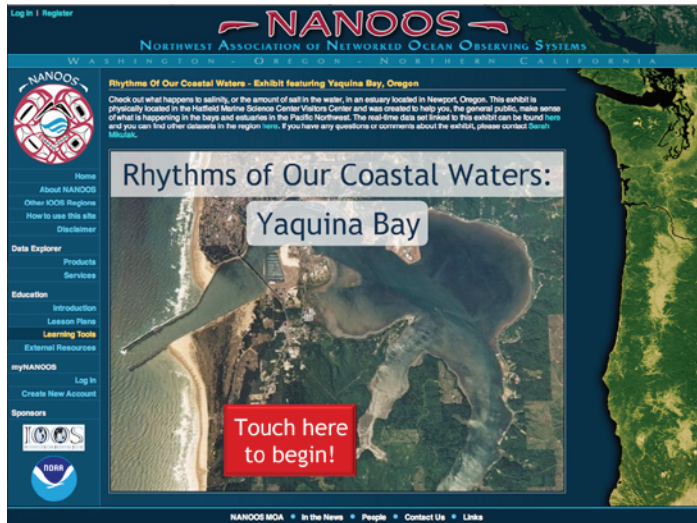 Log In | Register
NANOOS
Northwest Association of Networked Ocean Observing Systems
Washington - Oregon - Northern California
NANOOS
Rhythms Of Our Coastal Waters - Exhibit featuring Yaquina Bay, Oregon
Check out what happens to salinity, or the amount of salt in the water, in an estuary located in Newport, Oregon. This exhibit is
physically located in the Hatfield Marine Science Center Visitors Center and was created to help you, the general public, make sense
of what is happening in the bays and estuaries in the Pacific Northwest. The real-time data set linked to this exhibit can be found here
and you can find other datasets in the region here. If you have any questions or comments about the exhibit, please contact Sarah
Mikulak.
Home
About NANOOS
Other IOOS Regions
How to use this site
Disclaimer
Data Explorer
Products
Services
Education
Introduction
Lesson Plans
Learning Tools
External Resources
myNANOOS
Log In
Create New Account
Sponsors
IOOS
NOAA
Rhythms of Our Coastal Waters:
Yaquina Bay
Touch here
to begin!
NANOOS MOA • In the News • People • Contact Us • Links